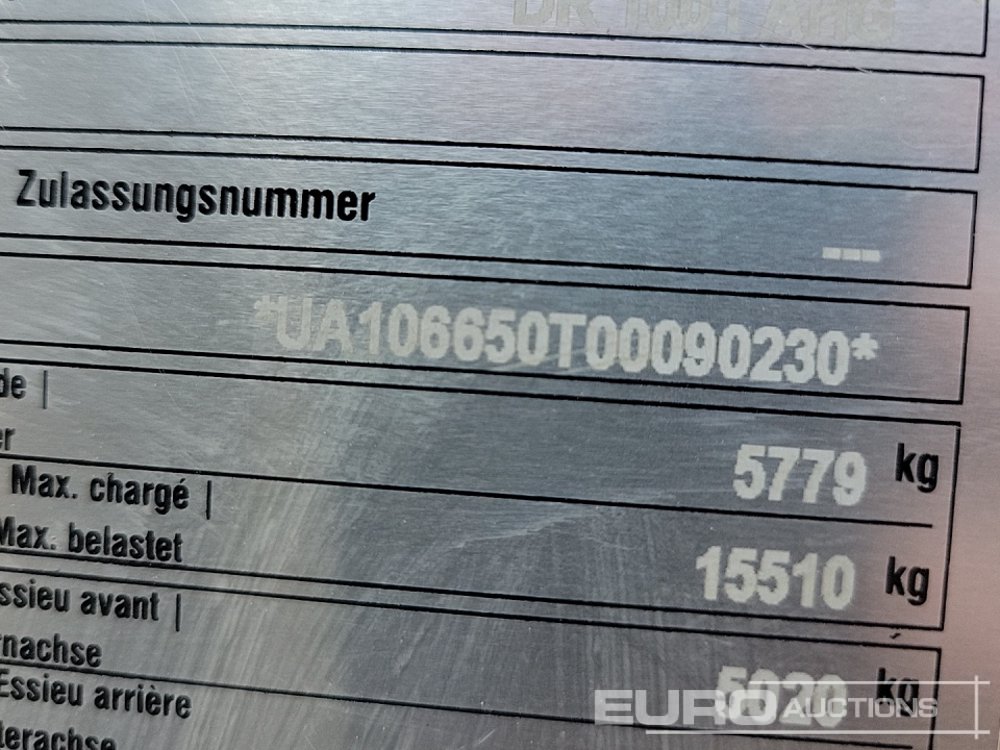 Zulassungsnummer
---
*UA106650T00090230*
de |
er
5779 kg
Max. chargé |
Max. belastet
15510 kg
ssieu avant |
rnachse
5020 kg
Essieu arrière
terachse
EURO AUCTIONS